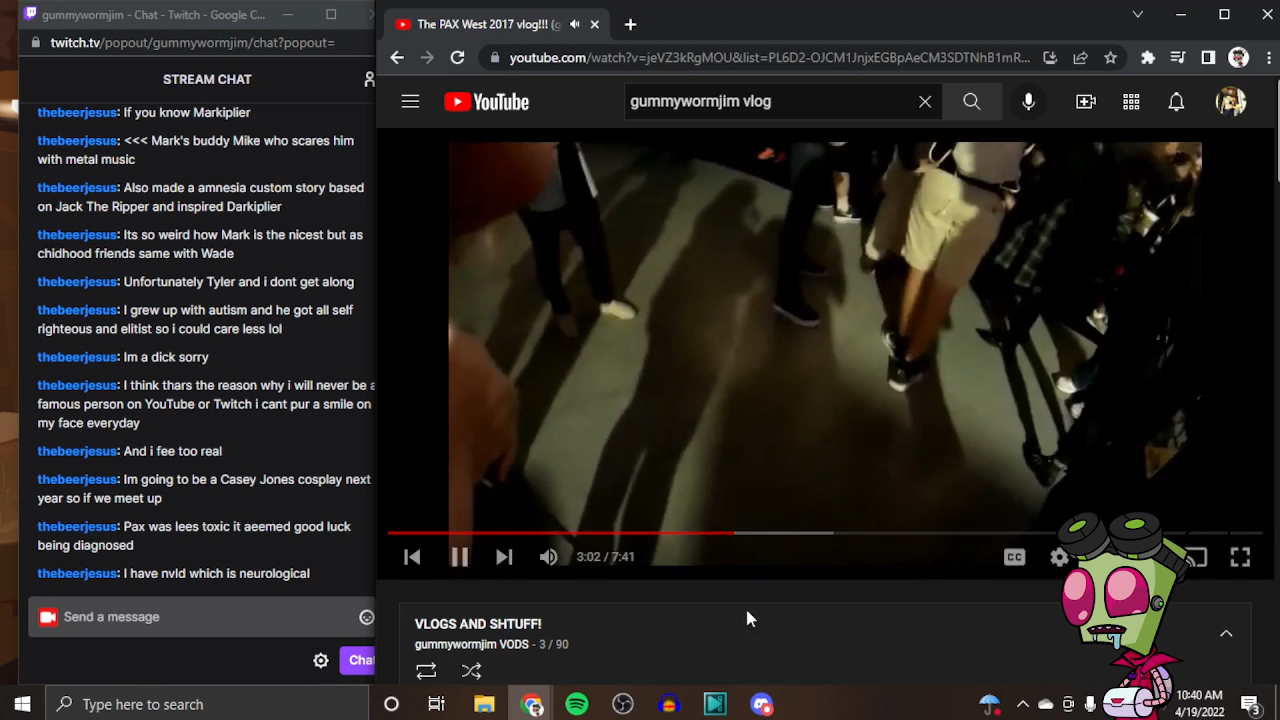 gummywormjim - Chat - Twitch - Google C...
twitch.tv/popout/gummywormjim/chat?popout=
STREAM CHAT
thebeerjesus: If you know Markiplier
thebeerjesus: <<< Mark's buddy Mike who scares him
with metal music
thebeerjesus: Also made a amnesia custom story based
on Jack The Ripper and inspired Darkiplier
thebeerjesus: Its so weird how Mark is the nicest but as
chidhood friends same with Wade
thebeerjesus: Unfortunately Tyler and i dont get along
thebeerjesus: I grew up with autism and he got all self
righteous and elitist so i could care less lol
thebeerjesus: Im a dick sorry
thebeerjesus: I think thars the reason why i will never be a
famous person on YouTube or Twitch i cant pur a smile on
my face everyday
thebeerjesus: And i fee too real
thebeerjesus: Im going to be a Casey Jones cosplay next
year so if we meet up
thebeerjesus: Pax was lees toxic it aeemed good luck
being diagnosed
thebeerjesus: I have nvld which is neurological
Send a message
Cha
The PAX West 2017 vlog!!! (g
youtube.com/watch?v=jeVZ3kRgMOU&list=PL6D2-OJCM1JnjxEGBpAeCM3SDTNhB1mR...
YouTube
gummywormjim vlog
3:02 / 7:41
CC
VLOGS AND SHTUFF!
gummywormjim VODS - 3 / 90
Type here to search
10:40 AM
4/19/2022
3